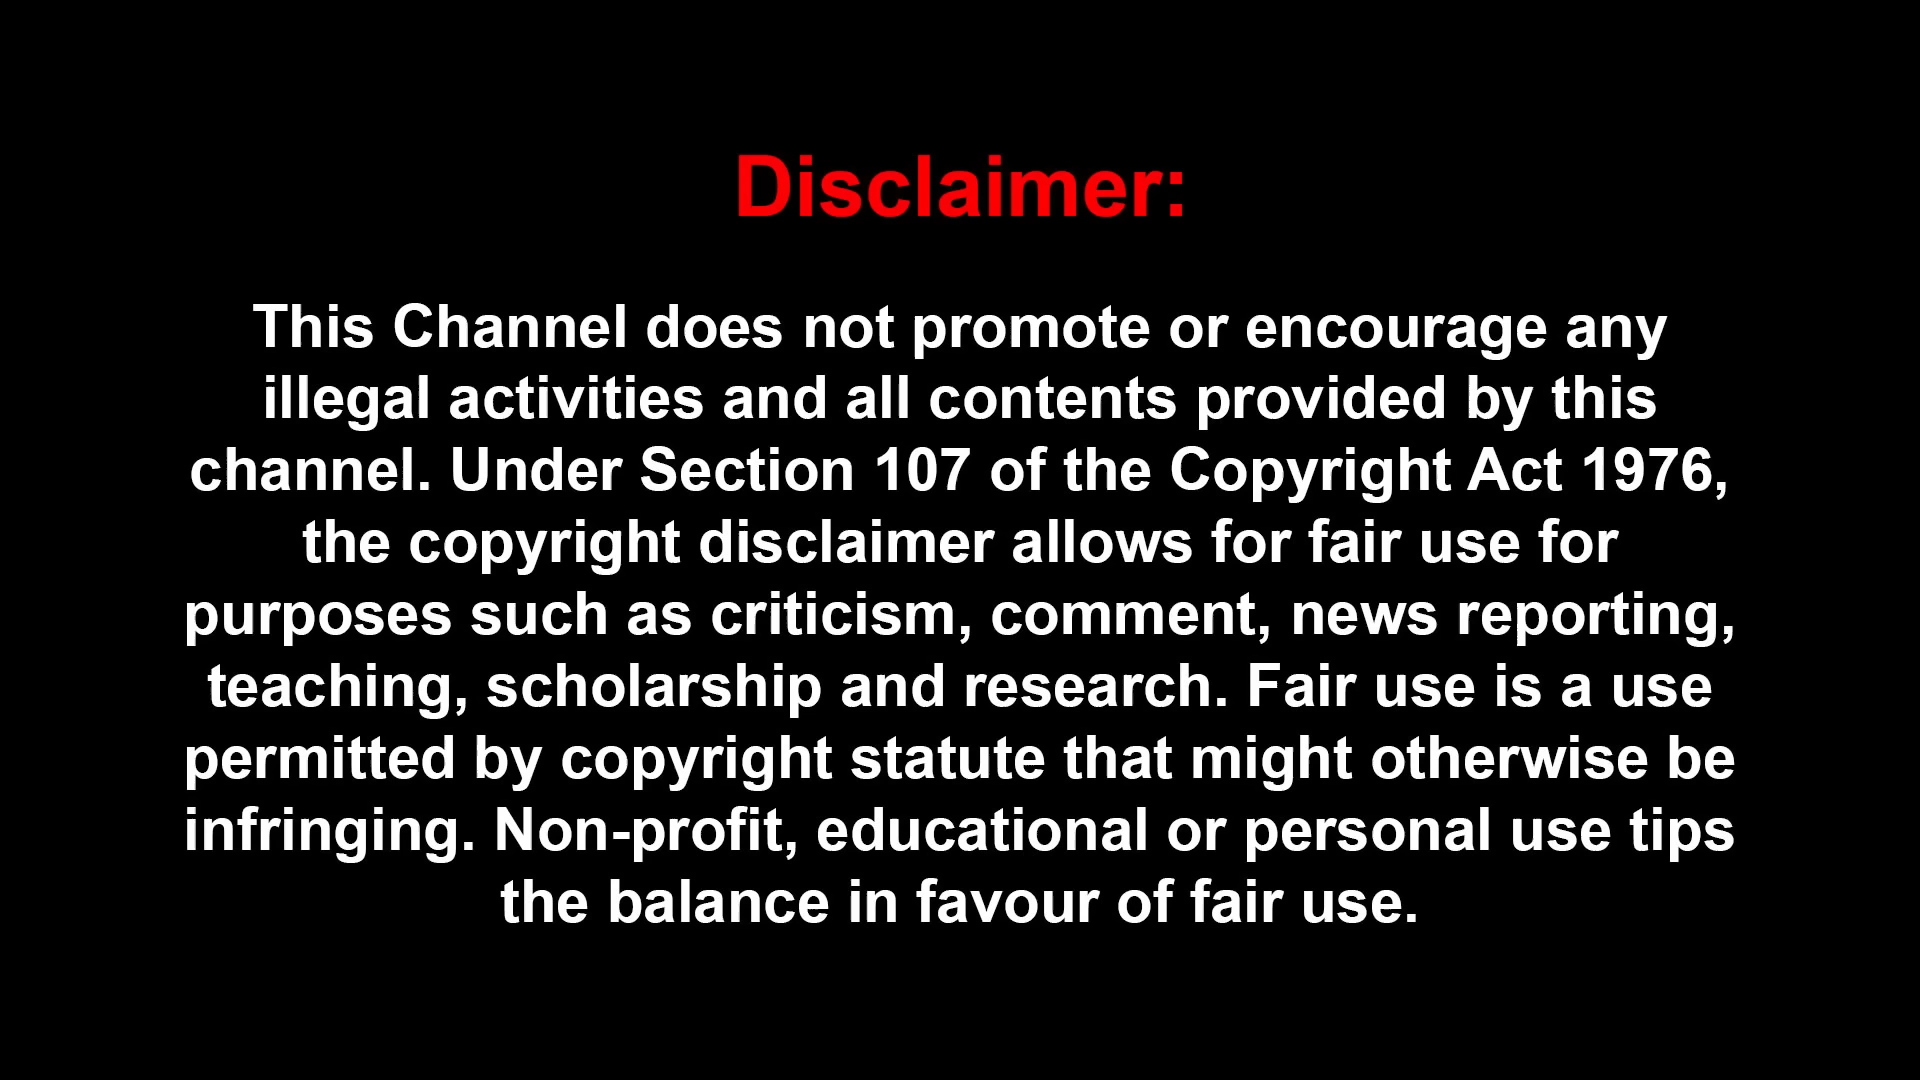 Disclaimer:
This Channel does not promote or encourage any
illegal activities and all contents provided by this
channel. Under Section 107 of the Copyright Act 1976,
the copyright disclaimer allows for fair use for
purposes such as criticism, comment, news reporting,
teaching, scholarship and research. Fair use is a use
permitted by copyright statute that might otherwise be
infringing. Non-profit, educational or personal use tips
the balance in favour of fair use.